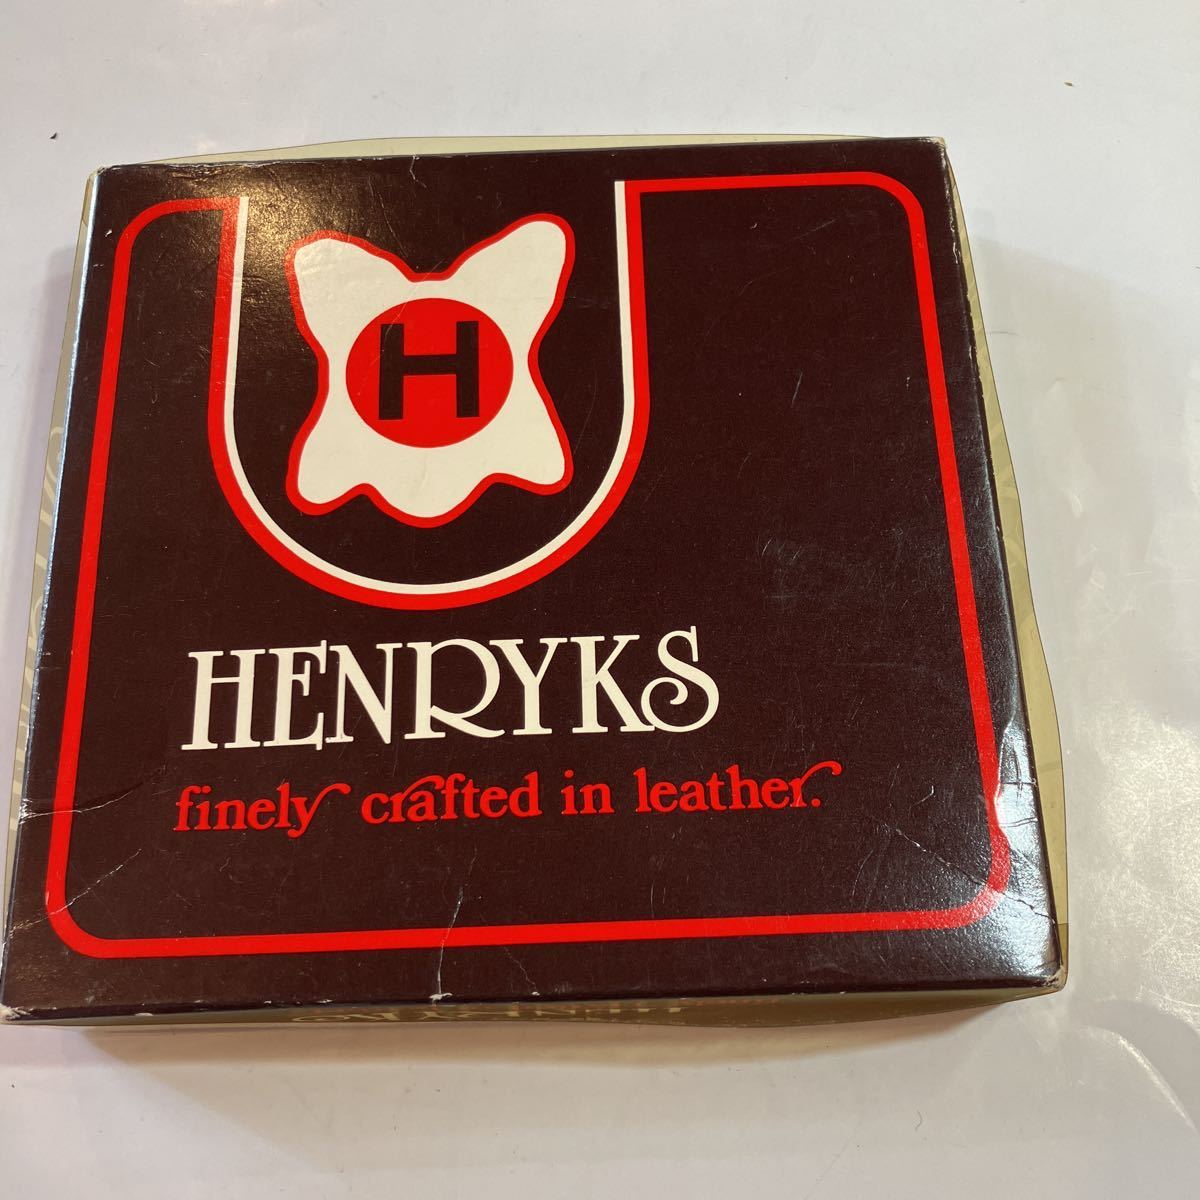 H
HENRYKS
finely crafted in leather.